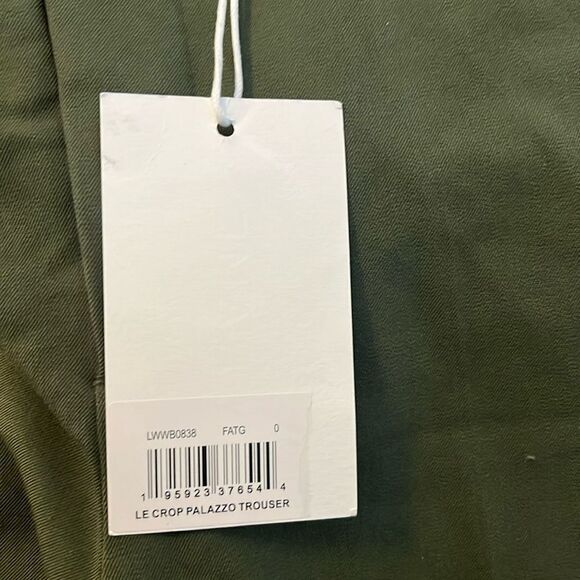 LWWB0838 FATG 0
1 95923 37654 4
LE CROP PALAZZO TROUSER